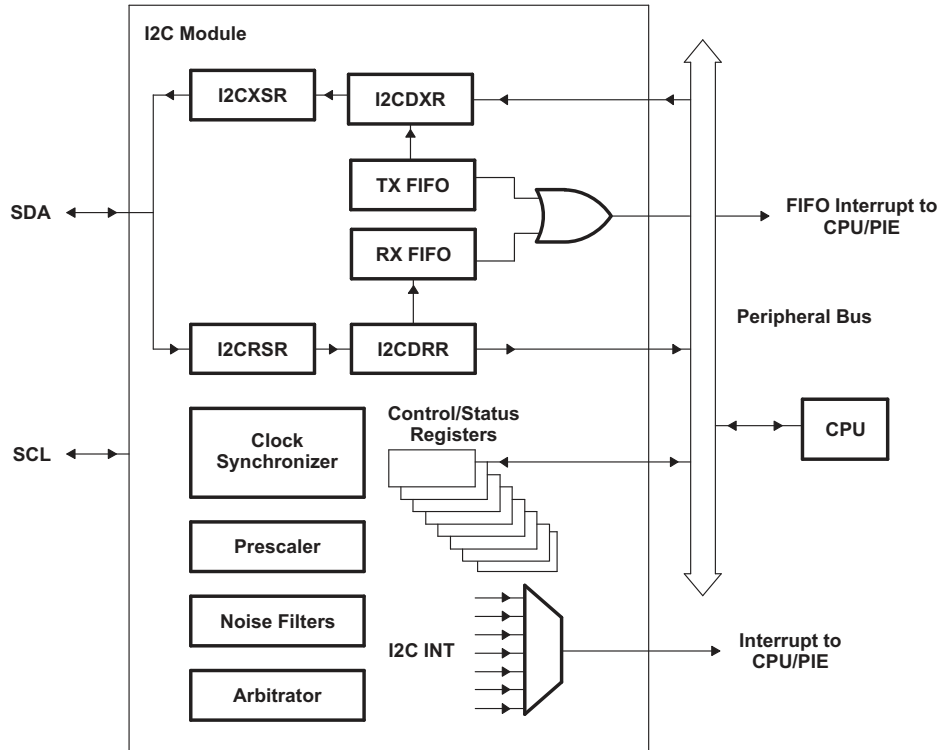 I2C Module
I2CXSR
I2CDXR
TX FIFO
SDA
FIFO Interrupt to
CPU/PIE
RX FIFO
Peripheral Bus
I2CRSR
I2CDRR
Control/Status
Registers
CPU
SCL
Clock
Synchronizer
Prescaler
Noise Filters
I2C INT
Interrupt to
CPU/PIE
Arbitrator